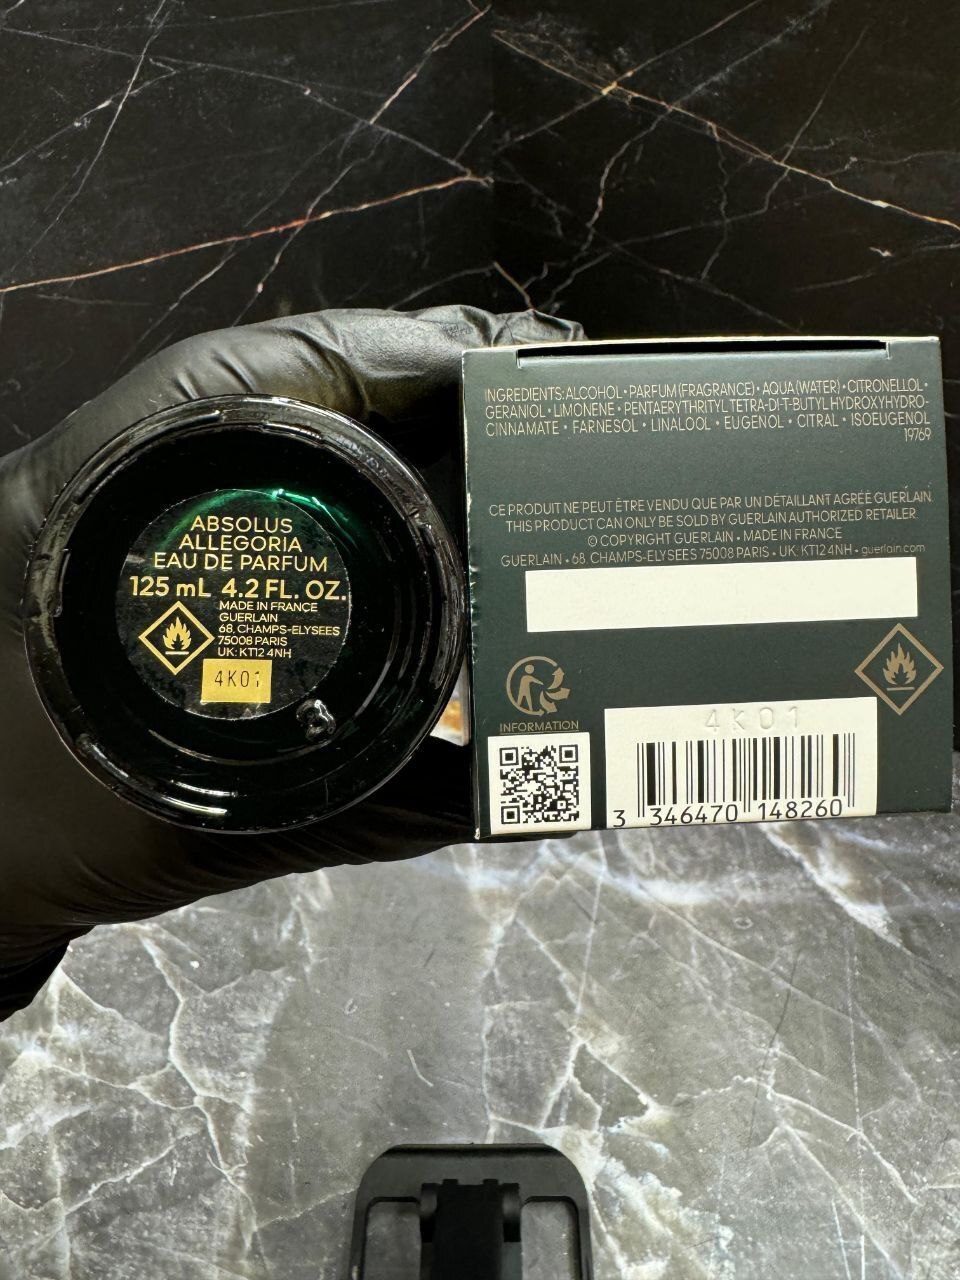 ABSOLUS
ALLEGORIA
EAU DE PARFUM
125 mL 4.2 FL. OZ.
MADE IN FRANCE
GUERLAIN
68, CHAMPS-ELYSEES
75008 PARIS
UK: KT12 4NH
4K01
INGREDIENTS: ALCOHOL • PARFUM (FRAGRANCE) • AQUA (WATER) • CITRONELLOL •
GERANIOL • LIMONENE • PENTAERYTHRITYL TETRA-DI-T-BUTYL HYDROXYHYDRO-
CINNAMATE • FARNESOL • LINALOOL • EUGENOL • CITRAL • ISOEUGENOL
19769
CE PRODUIT NE PEUT ÊTRE VENDU QUE PAR UN DÉTAILLANT AGRÉÉ GUERLAIN
THIS PRODUCT CAN ONLY BE SOLD BY GUERLAIN AUTHORIZED RETAILER.
© COPYRIGHT GUERLAIN • MADE IN FRANCE
GUERLAIN • 68, CHAMPS-ELYSEES 75008 PARIS • UK: KT12 4NH • guerlain.com
INFORMATION
4K01
3 346470 148260